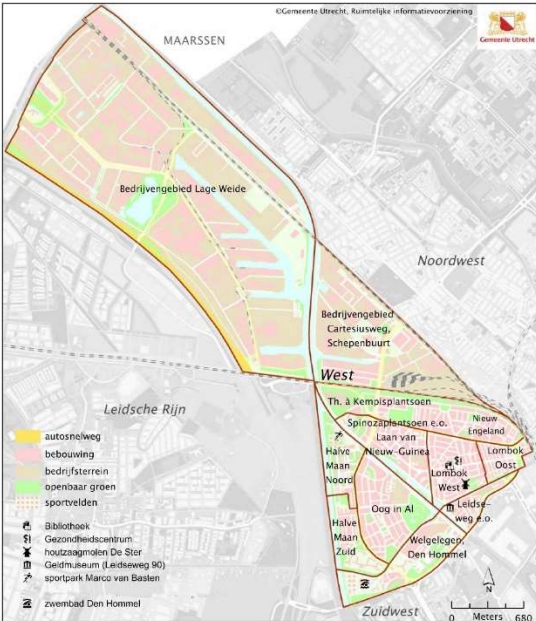 ©Gemeente Utrecht, Ruimtelijke informatievoorziening
Gemeente Utrecht
MAARSSEN
Bedrijvengebied Lage Weide
Noordwest
Bedrijvengebied
Cartesiusweg,
Schepenbuurt
West
Leidsche Rijn
Th. à Kempisplantsoen
Spinozaplantsoen e.o.
Nieuw
Engeland
Laan van
Nieuw-Guinea
Halve
Maan
Noord
Lombok
Oost
Lombok
West
Oog in Al
Leidse-
weg e.o.
Halve
Maan
Zuid
Welgelegen,
Den Hommel
Zuidwest
autosnelweg
bebouwing
bedrijfsterrein
openbaar groen
sportvelden
Bibliotheek
Gezondheidscentrum
houtzaagmolen De Ster
Geldmuseum (Leidseweg 90)
sportpark Marco van Basten
zwembad Den Hommel
N
0 Meters 680